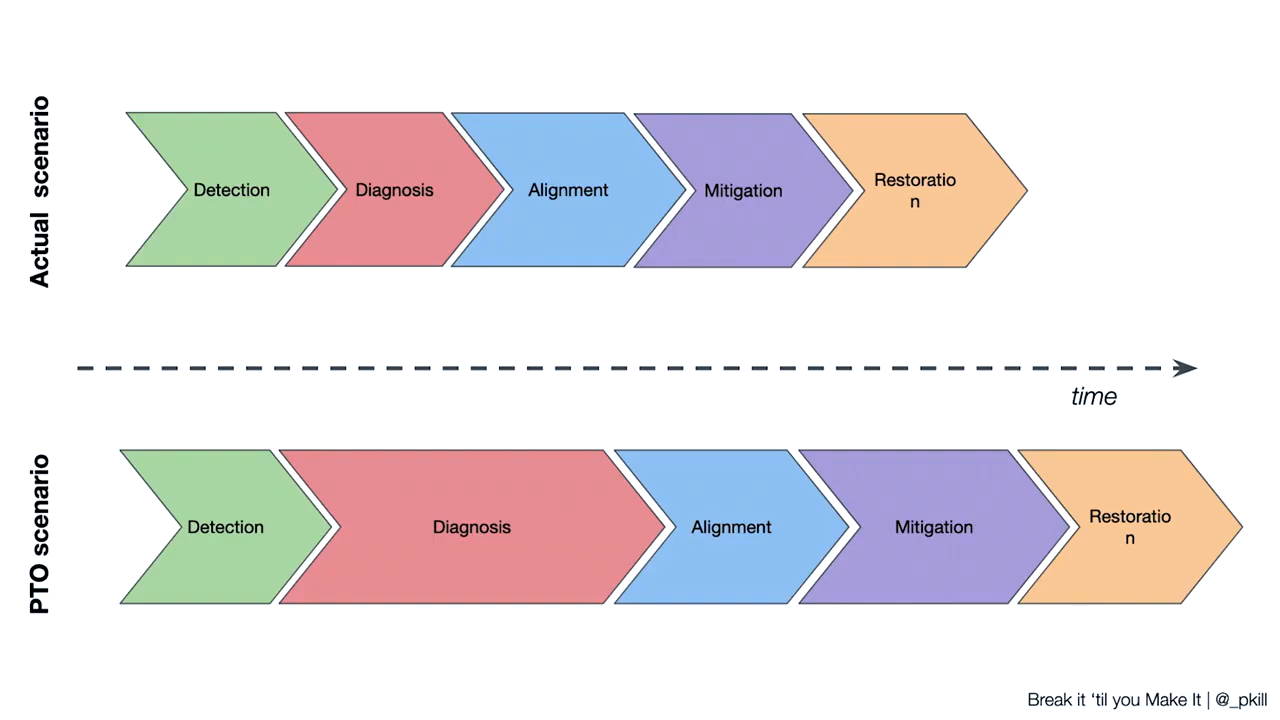 Actual scenario
Detection
Diagnosis
Alignment
Mitigation
Restoratio
n
time
PTO scenario
Detection
Diagnosis
Alignment
Mitigation
Restoratio
n
Break it ‘til you Make It | @_pkill